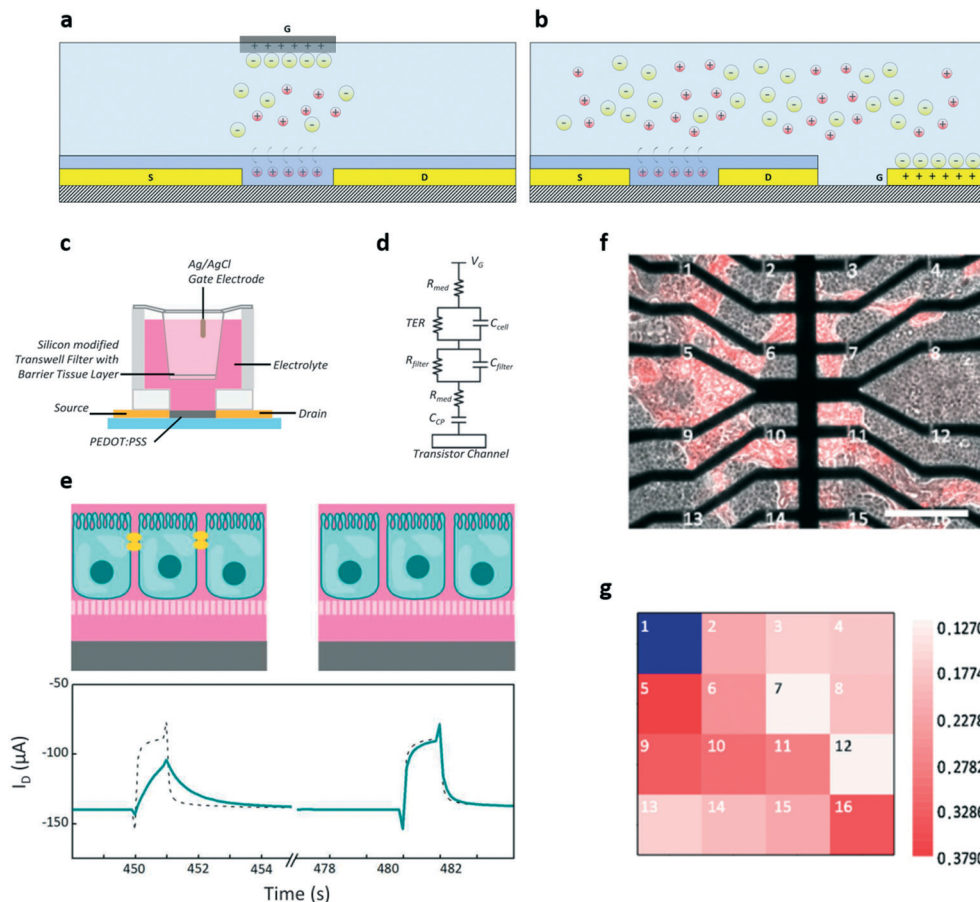 a
G
+ + + + + +
- - - - -
S
D
b
S
D
G
+ + + + + +
c
Ag/AgCl
Gate Electrode
Silicon modified
Transwell Filter with
Barrier Tissue Layer
Electrolyte
Source
Drain
PEDOT:PSS
d
V_G
R_med
TER
C_cell
R_filter
C_filter
R_med
C_CP
Transistor Channel
e
-50
-100
-150
I_D (µA)
450
452
454
478
480
482
Time (s)
f
1 2 3 4
5 6 7 8
9 10 11 12
13 14 15 16
g
1 2 3 4
5 6 7 8
9 10 11 12
13 14 15 16
0.1270
0.1774
0.2278
0.2782
0.3286
0.3790